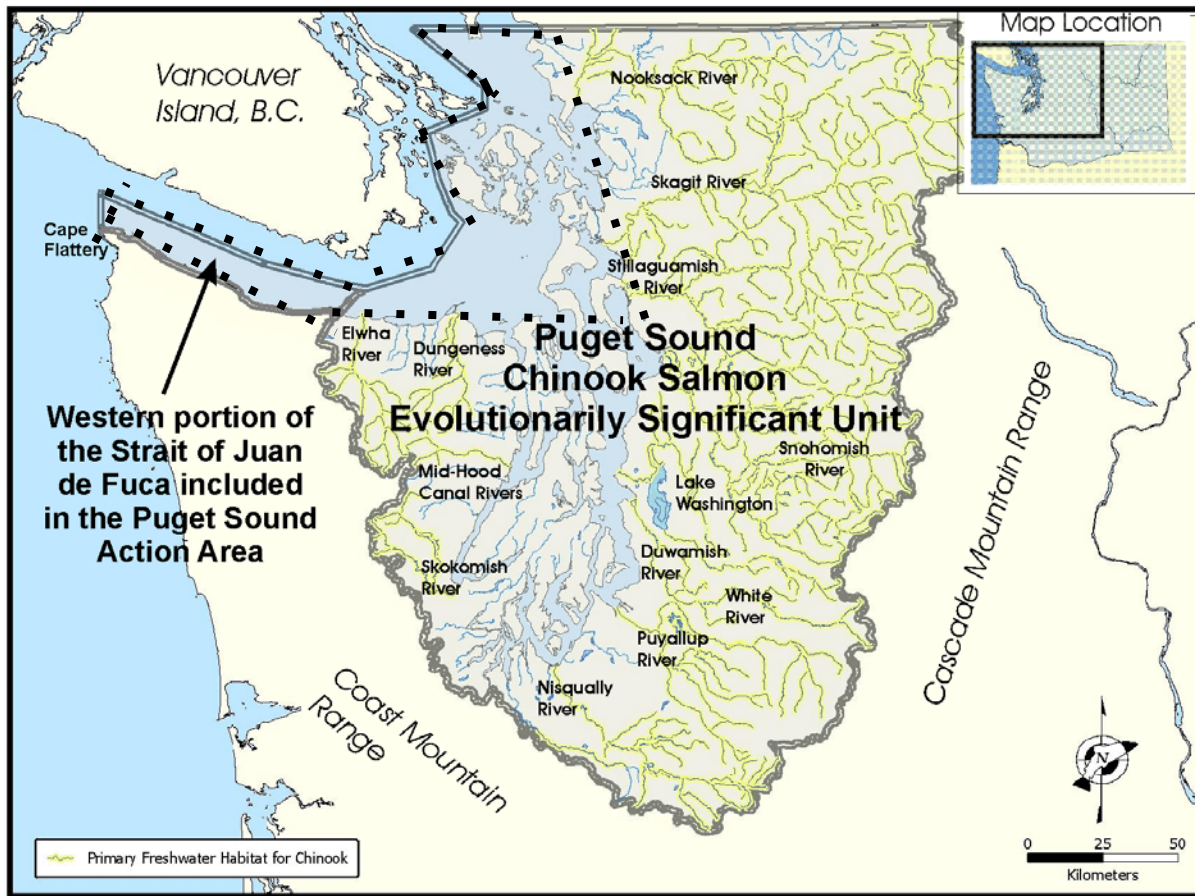 Map Location
Vancouver
Island, B.C.
Nooksack River
Skagit River
Cape
Flattery
Stillaguamish
River
Elwha
River
Dungeness
River
Puget Sound
Chinook Salmon
Evolutionarily Significant Unit
Western portion of
the Strait of Juan
de Fuca included
in the Puget Sound
Action Area
Mid-Hood
Canal Rivers
Snohomish
River
Lake
Washington
Skokomish
River
Duwamish
River
White
River
Puyallup
River
Nisqually
River
Coast Mountain
Range
Cascade Mountain Range
N
Primary Freshwater Habitat for Chinook
0 25 50
Kilometers